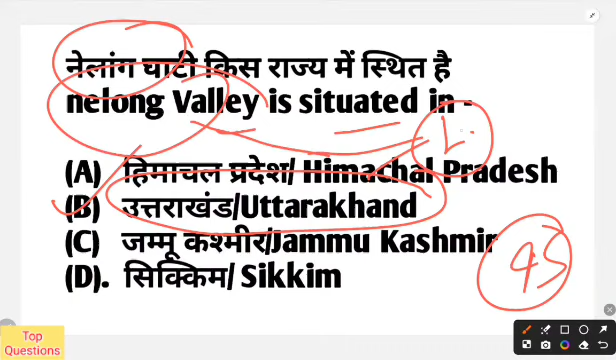 नेलांग घाटी किस राज्य में स्थित है
nelong Valley is situated in -
(A) हिमाचल प्रदेश/ Himachal Pradesh
(B) उत्तराखंड/Uttarakhand
(C) जम्मू कश्मीर/Jammu Kashmir
(D). सिक्किम/ Sikkim
45
Top
Questions